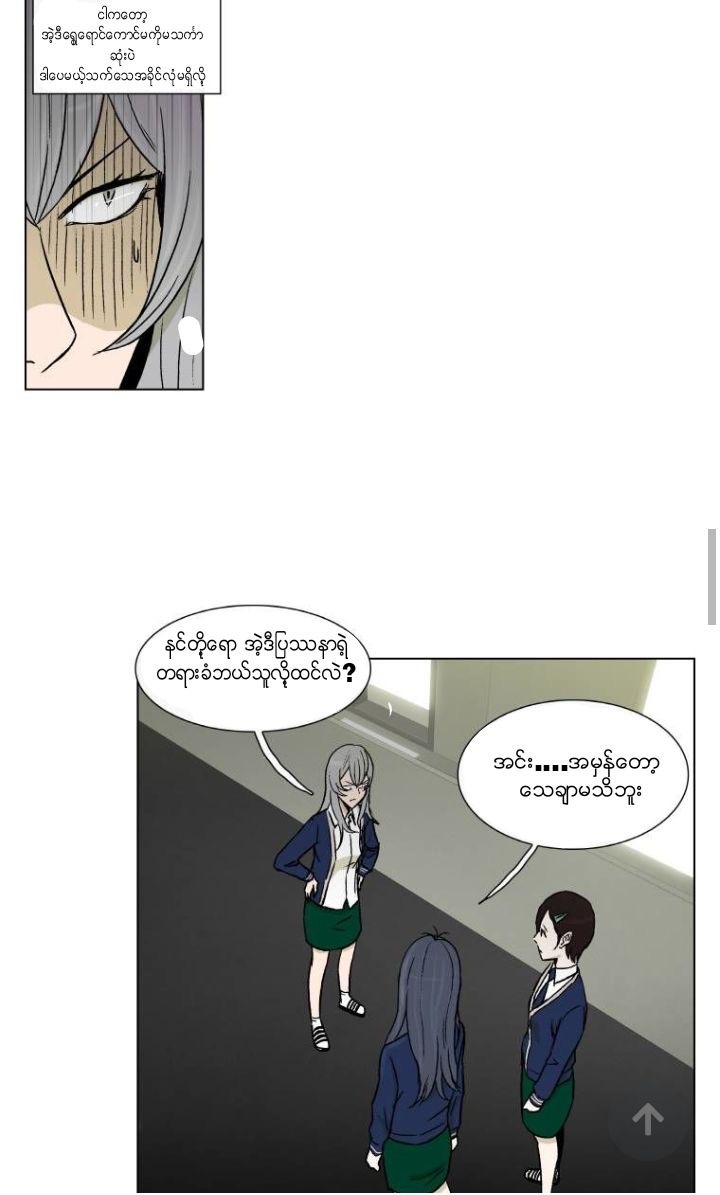 ငါကတော့
အဲ့ဒီရွှေရောင်ကောင်မကိုမသင်္ကာ
ဆုံးပဲ
ဒါပေမယ့်သက်သေအခိုင်လုံမရှိလို့
နင်တို့ရော အဲ့ဒီပြဿနာရဲ့
တရားခံဘယ်သူလို့ထင်လဲ?
အင်း....အမှန်တော့
သေချာမသိဘူး